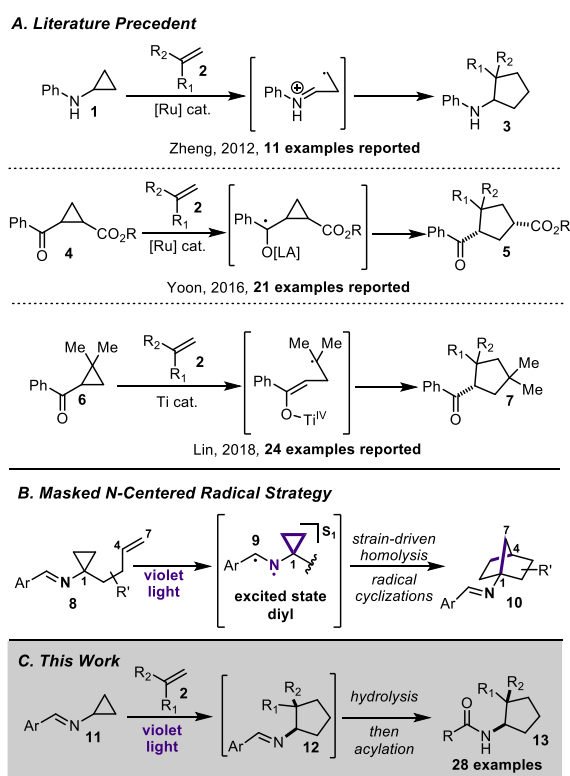 A. Literature Precedent
Ph N H 1
R2 R1 2
[Ru] cat.
Ph N H +
Ph N H R1 R2 3
Zheng, 2012, 11 examples reported
Ph O CO2R 4
R2 R1 2
[Ru] cat.
Ph O[LA] CO2R
Ph O R1 R2 CO2R 5
Yoon, 2016, 21 examples reported
Me Me Ph O 6
R2 R1 2
Ti cat.
Me Me Ph O TiIV
R1 R2 Me Me Ph O 7
Lin, 2018, 24 examples reported
B. Masked N-Centered Radical Strategy
Ar N 1 4 7 R' 8
violet
light
9 S1
Ar N 1
excited state
diyl
strain-driven
homolysis
radical
cyclizations
7 4 R' 1 Ar N 10
C. This Work
Ar N 11
R2 R1 2
violet
light
R2 R1 Ar N 12
hydrolysis
then
acylation
R2 R1 O R N H 13
28 examples